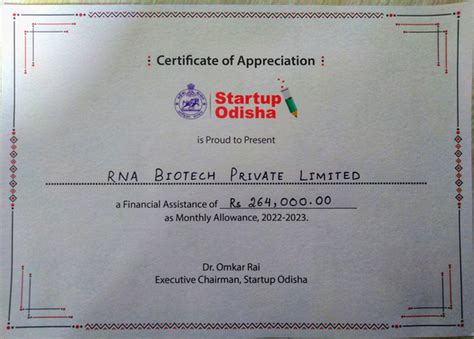 Certificate of Appreciation
Startup
Odisha
is Proud to Present
RNA BIOTECH PRIVATE LIMITED
a Financial Assistance of Rs 264,000.00
as Monthly Allowance, 2022-2023.
Dr. Omkar Rai
Executive Chairman, Startup Odisha